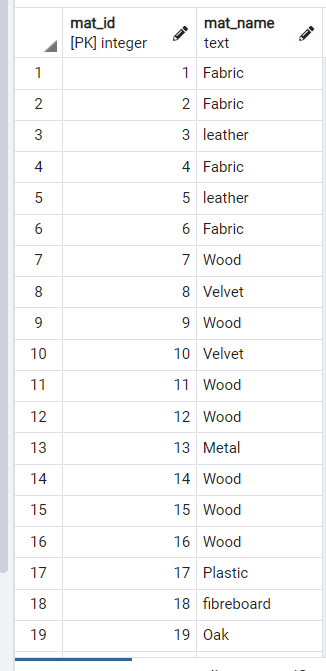 mat_id mat_name
[PK] integer text
1 1 Fabric
2 2 Fabric
3 3 leather
4 4 Fabric
5 5 leather
6 6 Fabric
7 7 Wood
8 8 Velvet
9 9 Wood
10 10 Velvet
11 11 Wood
12 12 Wood
13 13 Metal
14 14 Wood
15 15 Wood
16 16 Wood
17 17 Plastic
18 18 fibreboard
19 19 Oak